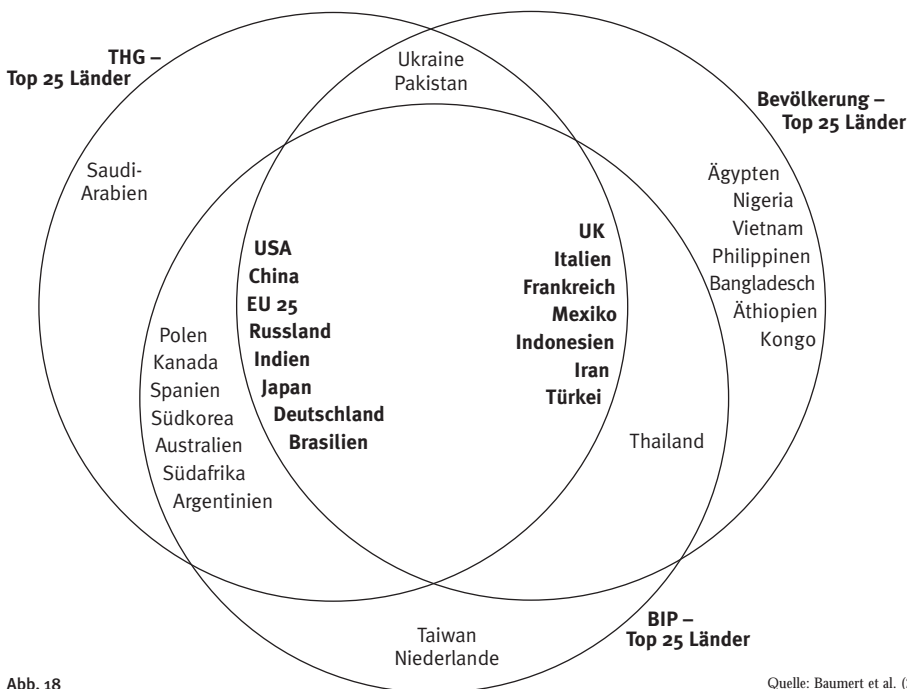 THG –
Top 25 Länder
Ukraine
Pakistan
Bevölkerung –
Top 25 Länder
Saudi-
Arabien
Ägypten
Nigeria
Vietnam
Philippinen
Bangladesch
Äthiopien
Kongo
USA
China
EU 25
Russland
Indien
Japan
Deutschland
Brasilien
UK
Italien
Frankreich
Mexiko
Indonesien
Iran
Türkei
Polen
Kanada
Spanien
Südkorea
Australien
Südafrika
Argentinien
Thailand
Taiwan
Niederlande
BIP –
Top 25 Länder
Abb. 18
Quelle: Baumert et al.